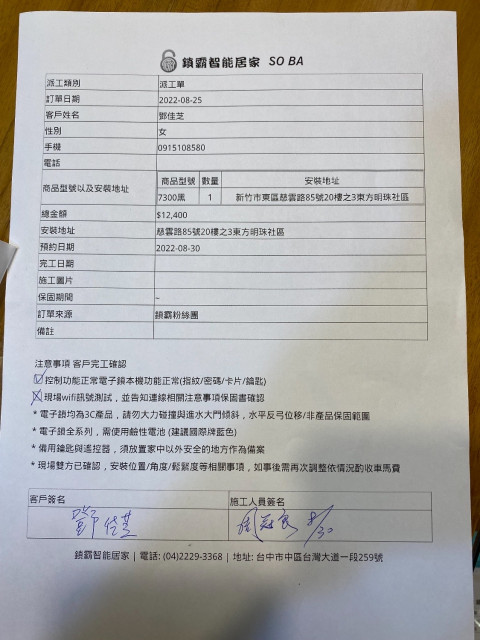 鎖霸智能居家 SO BA
派工類別 派工單
訂單日期 2022-08-25
客戶姓名 鄧佳芝
性別 女
手機 0915108580
電話
商品型號以及安裝地址 商品型號 數量 安裝地址
7300黑 1 新竹市東區慈雲路85號20樓之3東方明珠社區
總金額 $12,400
安裝地址 慈雲路85號20樓之3東方明珠社區
預約日期 2022-08-30
完工日期
施工圖片
保固期間 –
訂單來源 鎖霸粉絲團
備註
注意事項 客戶完工確認
控制功能正常電子鎖本機功能正常(指紋/密碼/卡片/鑰匙)
現場wifi訊號測試，並告知連線相關注意事項保固書確認
* 電子鎖均為3C產品，請勿大力碰撞與進水大門傾斜，水平反弓位移/非產品保固範圍
* 電子鎖全系列，需使用鹼性電池 (建議國際牌藍色)
* 備用鑰匙與遙控器，須放置家中以外安全的地方作為備案
* 現場雙方已確認，安裝位置/角度/鬆緊度等相關事項，如事後需再次調整依情況酌收車馬費
客戶簽名 施工人員簽名
鄧佳芝 8/30
鎖霸智能居家 | 電話: (04)2229-3368 | 地址: 台中市中區台灣大道一段259號